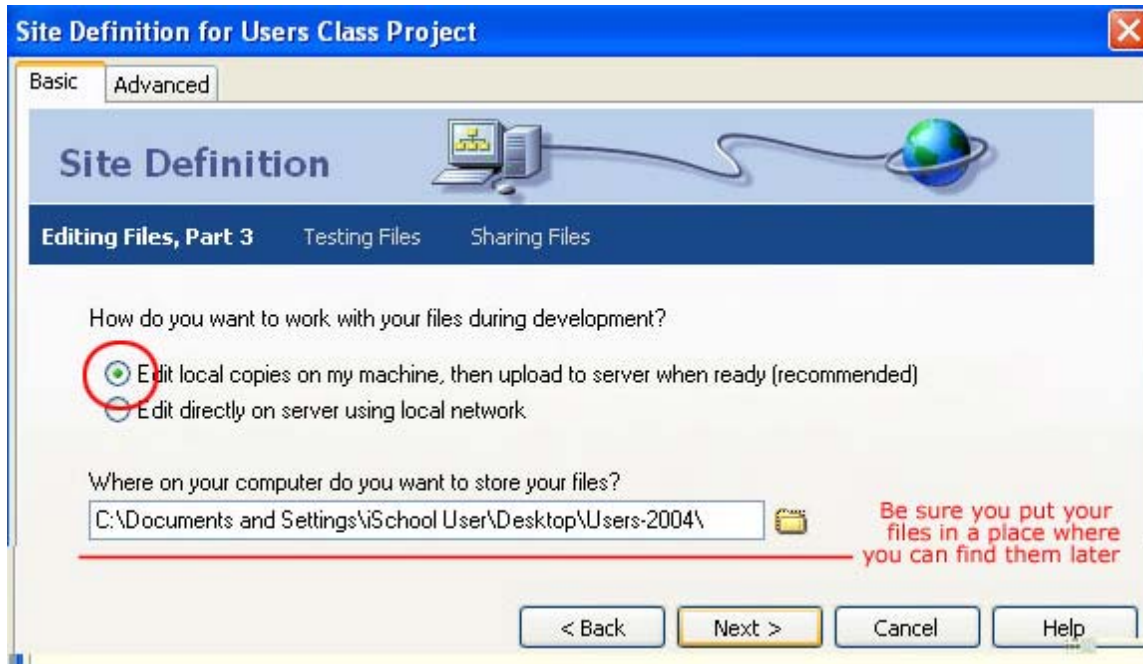 Site Definition for Users Class Project
Basic Advanced
Site Definition
Editing Files, Part 3 Testing Files Sharing Files
How do you want to work with your files during development?
Edit local copies on my machine, then upload to server when ready (recommended)
Edit directly on server using local network
Where on your computer do you want to store your files?
C:\Documents and Settings\iSchool User\Desktop\Users-2004\
Be sure you put your
files in a place where
you can find them later
< Back Next > Cancel Help